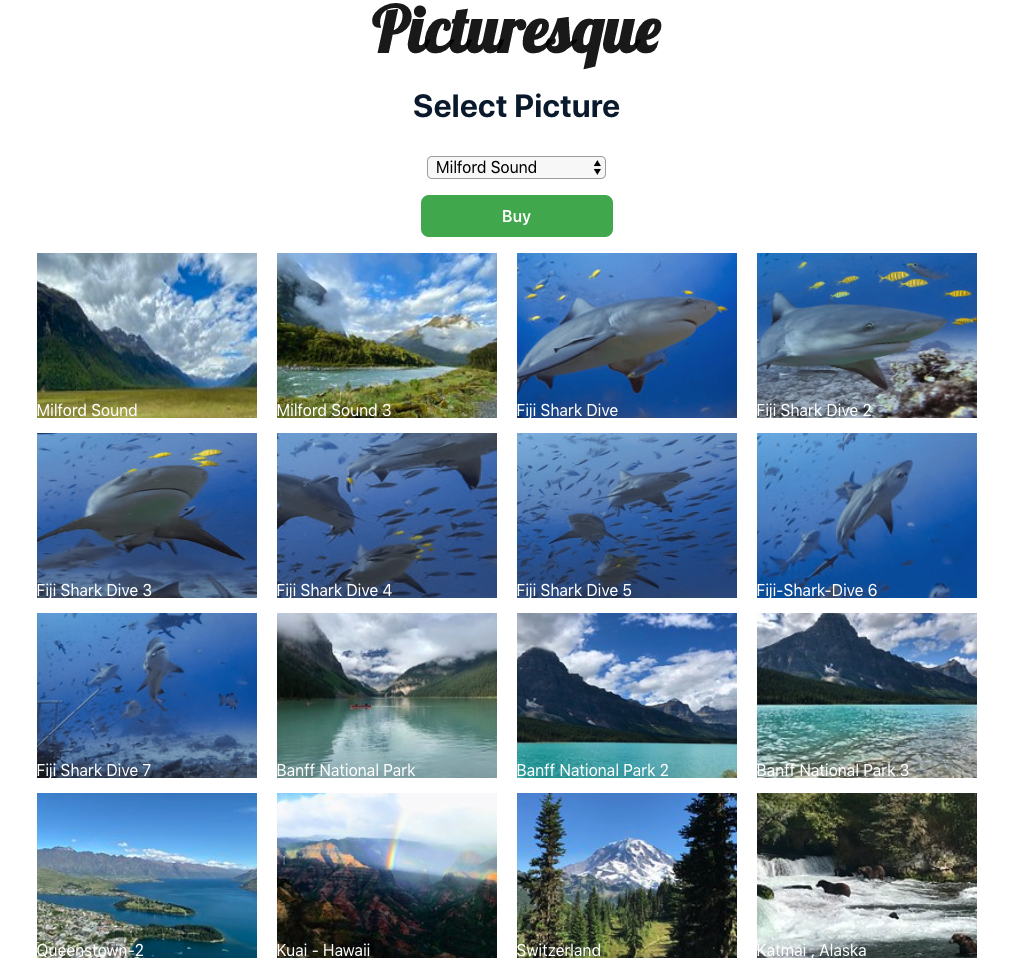 Picturesque
Select Picture
Milford Sound
Buy
Milford Sound
Milford Sound 3
Fiji Shark Dive
Fiji Shark Dive 2
Fiji Shark Dive 3
Fiji Shark Dive 4
Fiji Shark Dive 5
Fiji-Shark-Dive 6
Fiji Shark Dive 7
Banff National Park
Banff National Park 2
Banff National Park 3
Queenstown-2
Kuai - Hawaii
Switzerland
Katmai , Alaska